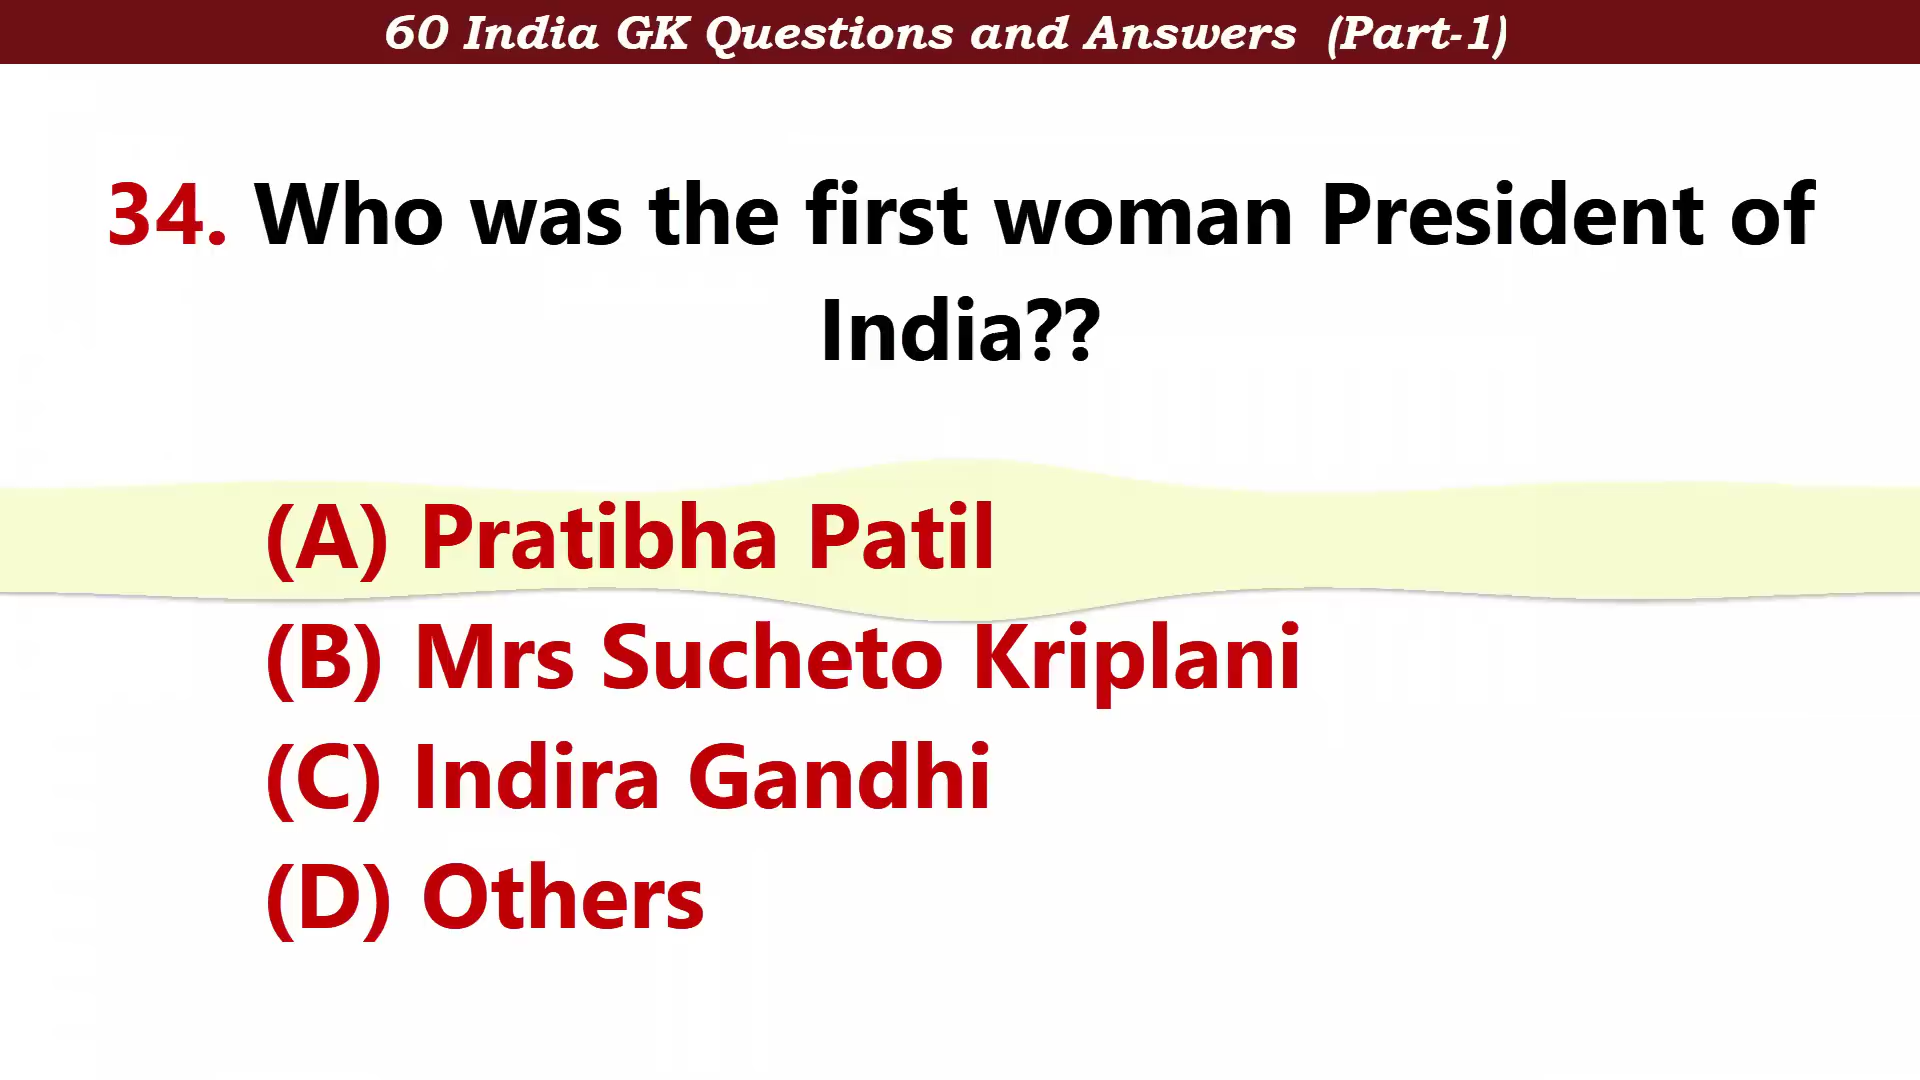 60 India GK Questions and Answers (Part-1)
34. Who was the first woman President of
India??
(A) Pratibha Patil
(B) Mrs Sucheto Kriplani
(C) Indira Gandhi
(D) Others